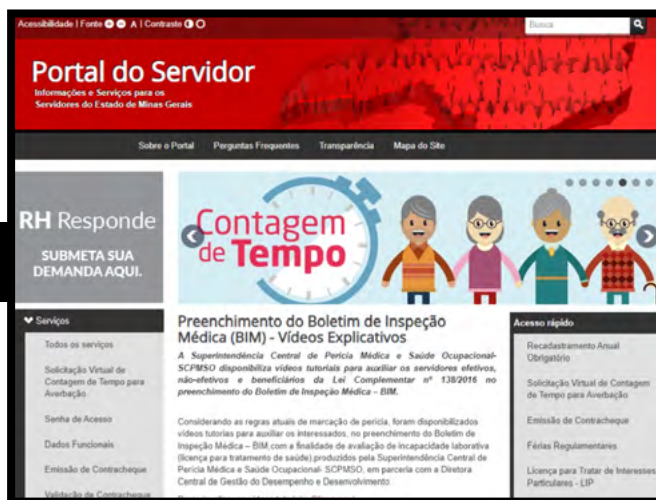 Acessibilidade | Fonte A | Contraste
Busca
Portal do Servidor
Informações e Serviços para os
Servidores do Estado de Minas Gerais
Sobre o Portal Perguntas Frequentes Transparência Mapa do Site
RH Responde
SUBMETA SUA
DEMANDA AQUI.
Contagem
de Tempo
Serviços
Todos os serviços
Solicitação Virtual de
Contagem de Tempo para
Averbação
Senha de Acesso
Dados Funcionais
Emissão de Contracheque
Validação de Contracheque
Preenchimento do Boletim de Inspeção
Médica (BIM) - Vídeos Explicativos
A Superintendência Central de Perícia Médica e Saúde Ocupacional-
SCPMSO disponibiliza vídeos tutoriais para auxiliar os servidores efetivos,
não-efetivos e beneficiários da Lei Complementar nº 138/2016 no
preenchimento do Boletim de Inspeção Médica – BIM.
Considerando as regras atuais de marcação de perícia, foram disponibilizados
vídeos tutorias para auxiliar os interessados, no preenchimento do Boletim de
Inspeção Médica – BIM,com a finalidade de avaliação de incapacidade laborativa
(licença para tratamento de saúde),produzidos pela Superintendência Central de
Perícia Médica e Saúde Ocupacional- SCPMSO, em parceria com a Diretora
Central de Gestão do Desempenho e Desenvolvimento
Acesso rápido
Recadastramento Anual
Obrigatório
Solicitação Virtual de Contagem
de Tempo para Averbação
Emissão de Contracheque
Férias Regulamentares
Licença para Tratar de Interesses
Particulares - LIP